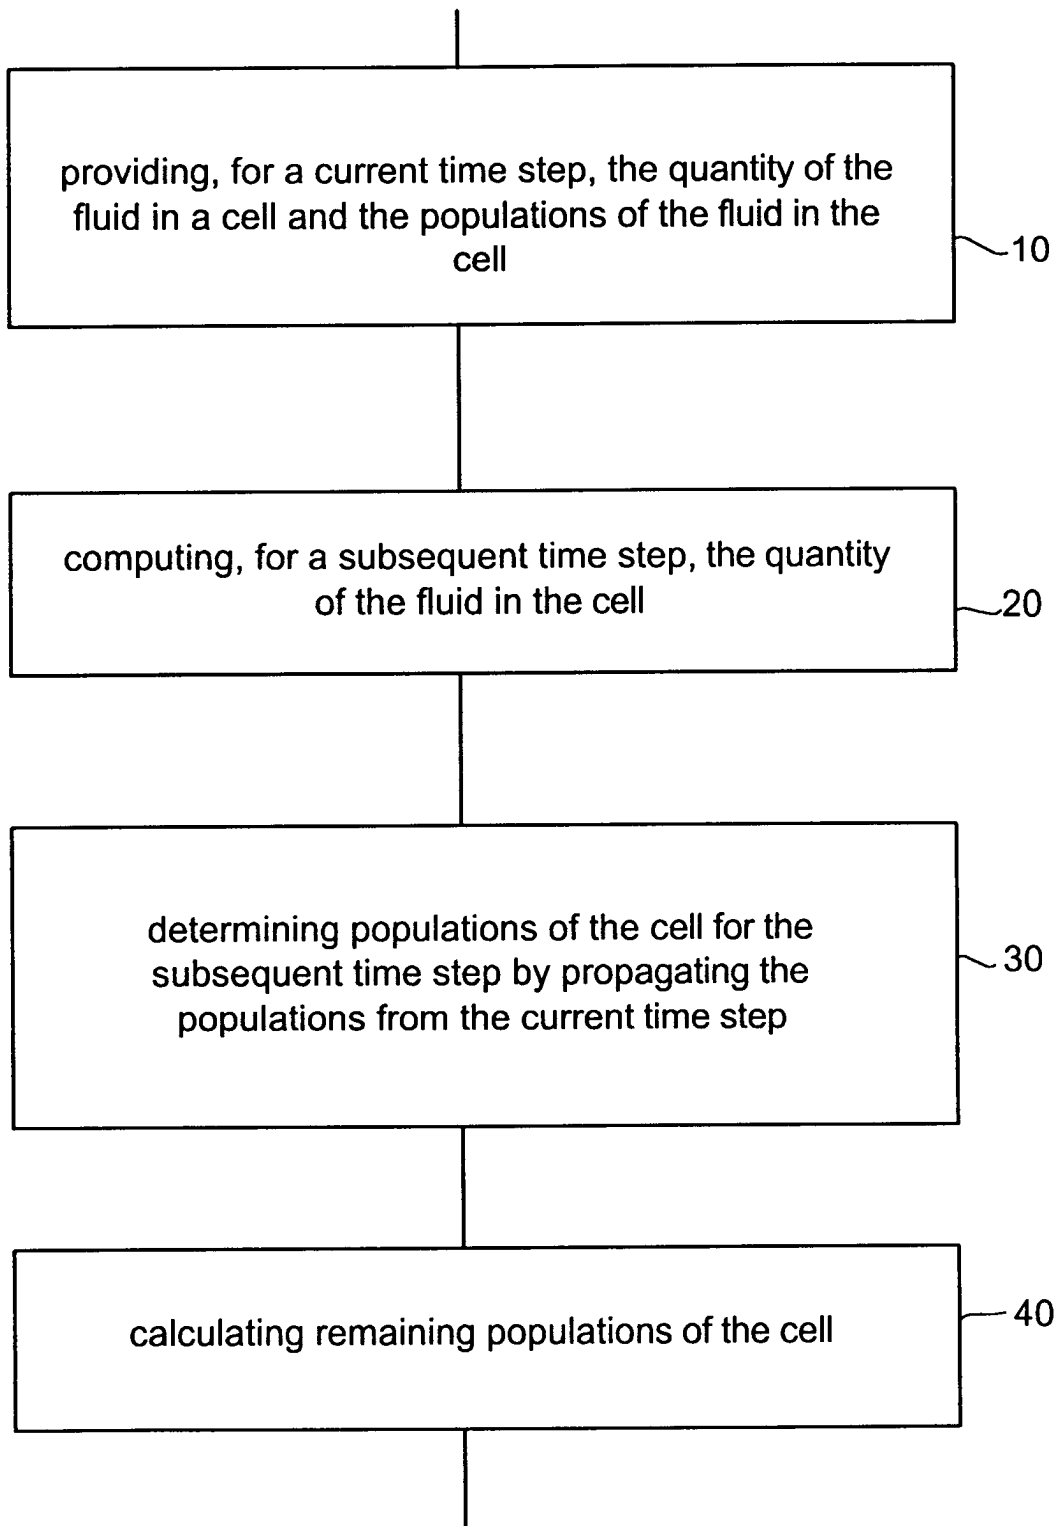 providing, for a current time step, the quantity of the
fluid in a cell and the populations of the fluid in the
cell
10
computing, for a subsequent time step, the quantity
of the fluid in the cell
20
determining populations of the cell for the
subsequent time step by propagating the
populations from the current time step
30
calculating remaining populations of the cell
40